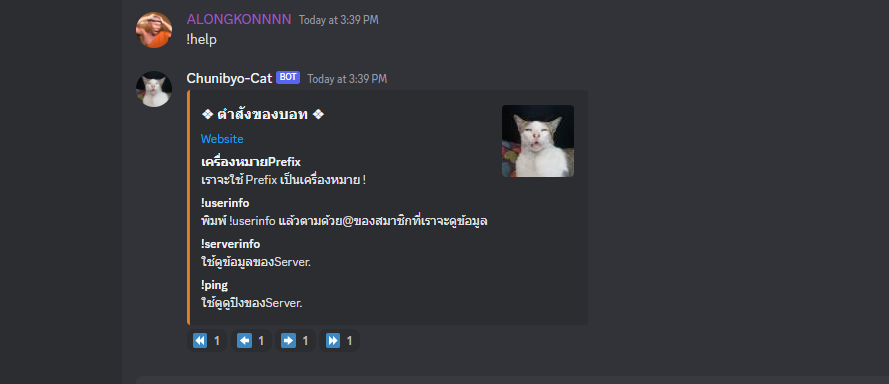 ALONGKONNNN Today at 3:39 PM
!help
Chunibyo-Cat BOT Today at 3:39 PM
❖ คำสั่งของบอท ❖
Website
เครื่องหมายPrefix
เราจะใช้ Prefix เป็นเครื่องหมาย !
!userinfo
พิมพ์ !userinfo แล้วตามด้วย@ของสมาชิกที่เราจะดูข้อมูล
!serverinfo
ใช้ดูข้อมูลของServer.
!ping
ใช้ดูดูปิงของServer.
⏪ 1 ⬅️ 1 ➡️ 1 ⏩ 1